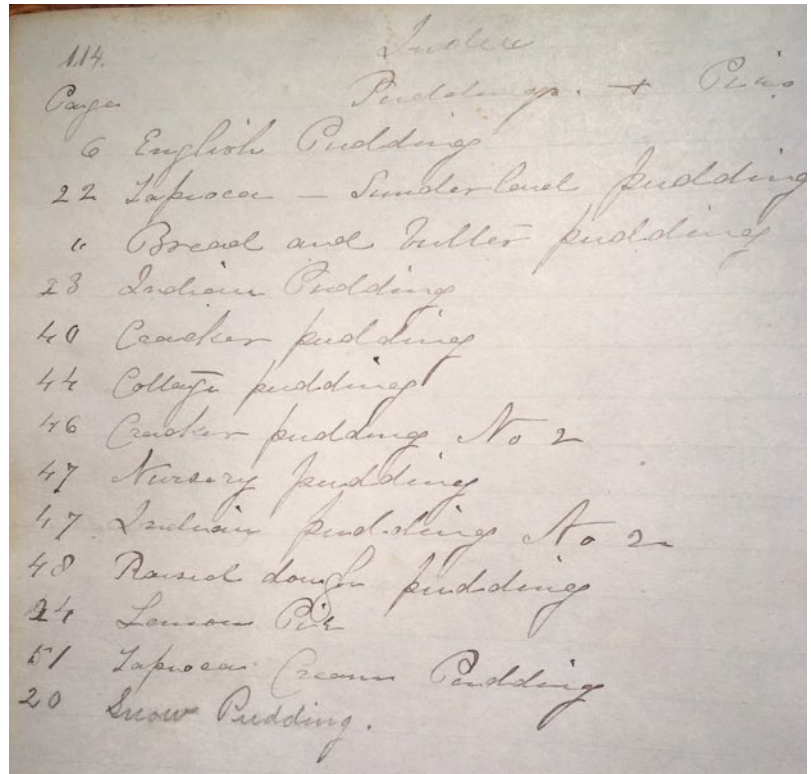 114. Index
Page Puddings. + Pies
6 English Pudding
22 Tapioca - Sunderland pudding
" Bread and butter pudding
28 Indian Pudding
40 Cracker pudding
44 Cottage pudding
46 Cracker pudding No 2
47 Nursery pudding
47 Indian pudding No 2
48 Raised dough pudding
24 Lemon Pie
51 Tapioca Cream Pudding
20 Snow Pudding.